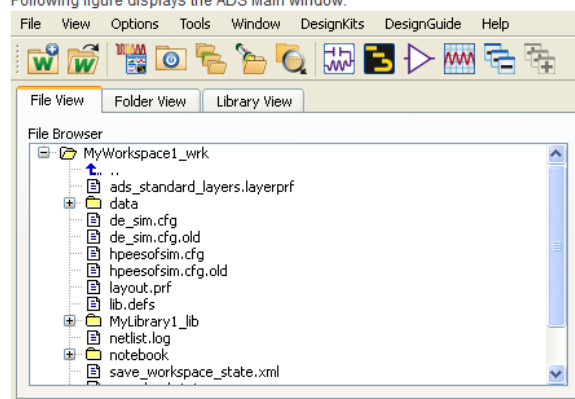 Following figure displays the ADS Main window.
File View Options Tools Window DesignKits DesignGuide Help
File View Folder View Library View
File Browser
MyWorkspace1_wrk
..
ads_standard_layers.layerprf
data
de_sim.cfg
de_sim.cfg.old
hpeesofsim.cfg
hpeesofsim.cfg.old
layout.prf
lib.defs
MyLibrary1_lib
netlist.log
notebook
save_workspace_state.xml